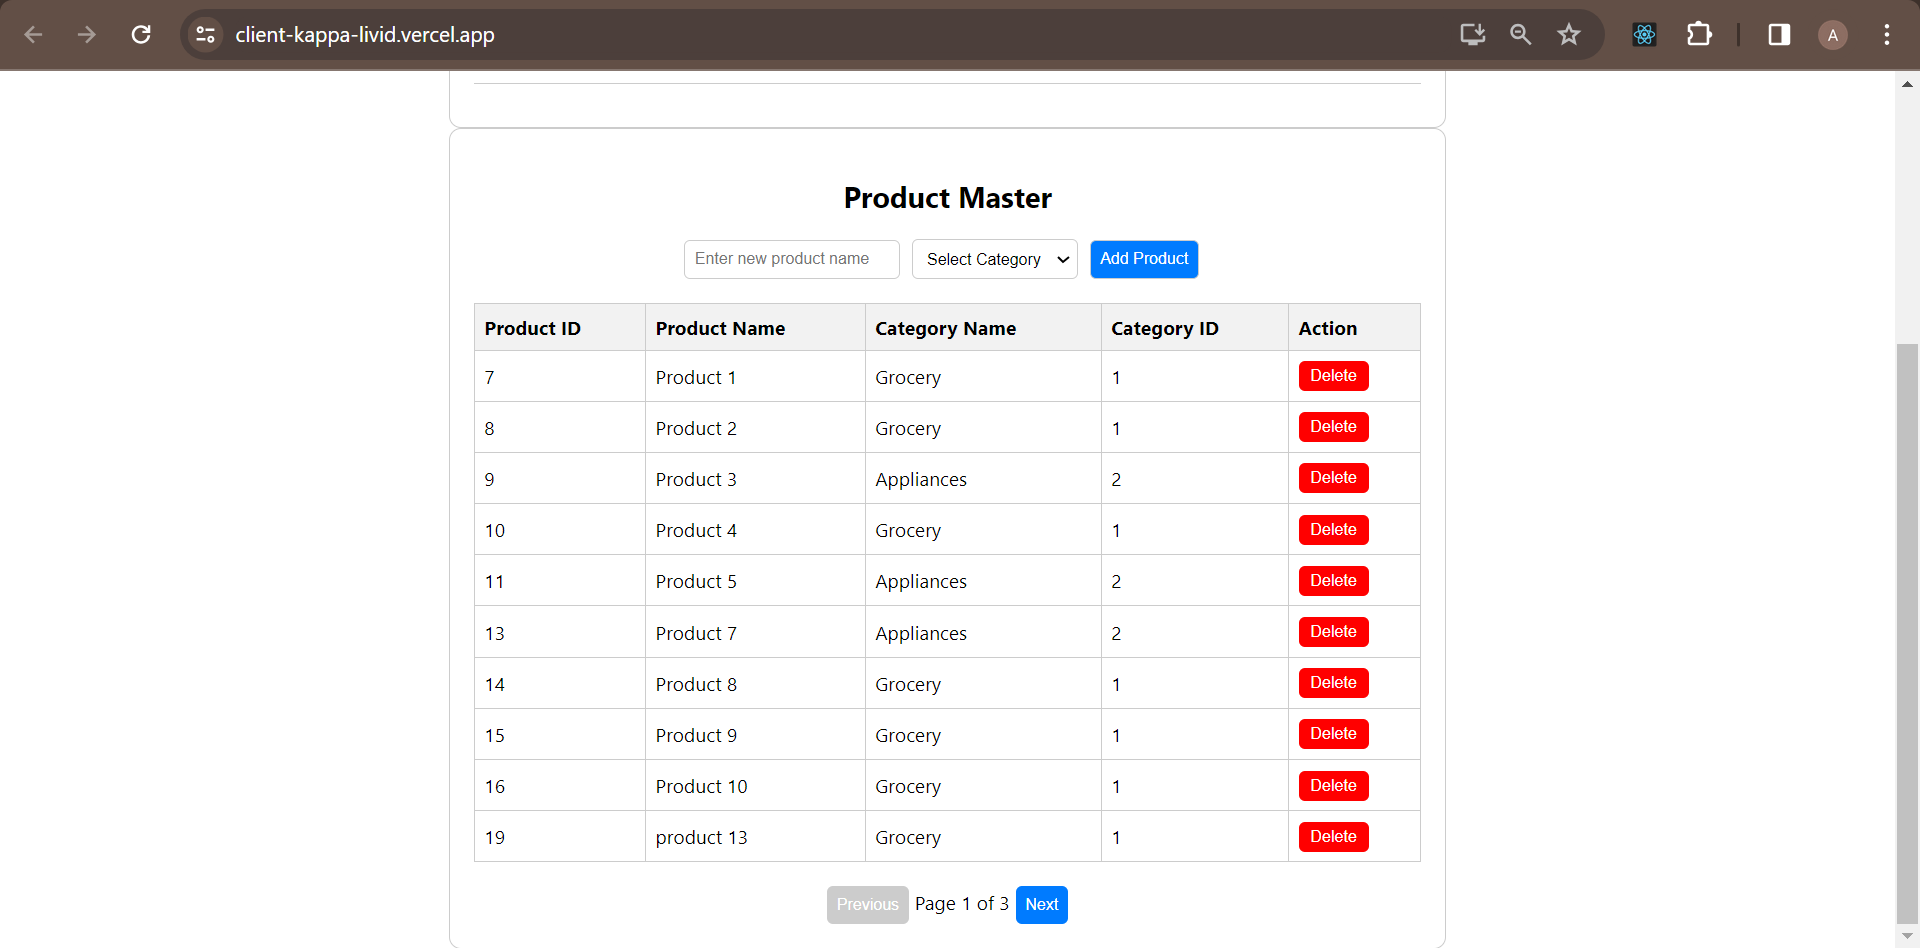 client-kappa-livid.vercel.app
A
Product Master
Enter new product name Select Category Add Product
Product ID Product Name Category Name Category ID Action
7 Product 1 Grocery 1 Delete
8 Product 2 Grocery 1 Delete
9 Product 3 Appliances 2 Delete
10 Product 4 Grocery 1 Delete
11 Product 5 Appliances 2 Delete
13 Product 7 Appliances 2 Delete
14 Product 8 Grocery 1 Delete
15 Product 9 Grocery 1 Delete
16 Product 10 Grocery 1 Delete
19 product 13 Grocery 1 Delete
Previous Page 1 of 3 Next